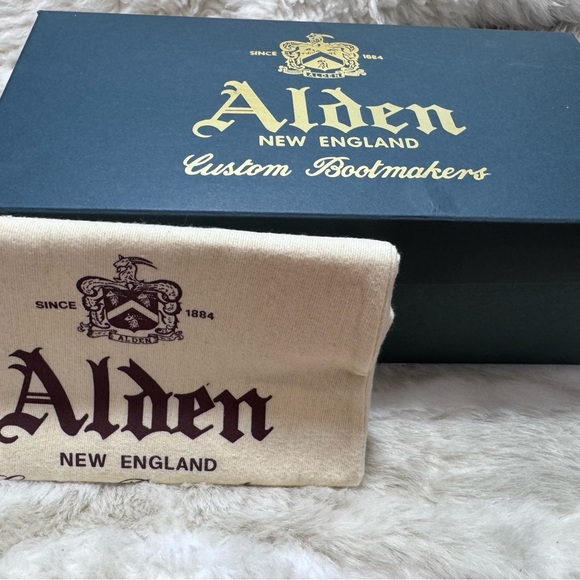 SINCE 1884
ALDEN
Alden
NEW ENGLAND
Custom Bootmakers
SINCE 1884
ALDEN
Alden
NEW ENGLAND